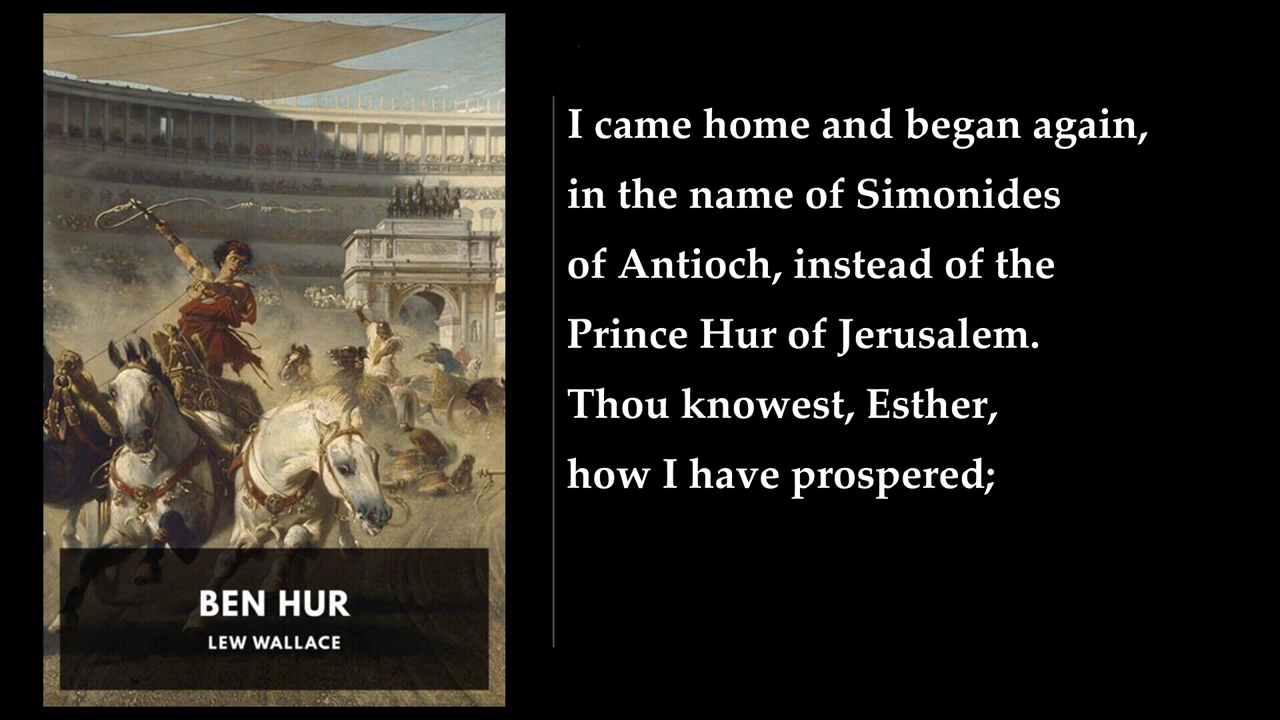 I came home and began again,
in the name of Simonides
of Antioch, instead of the
Prince Hur of Jerusalem.
Thou knowest, Esther,
how I have prospered;
BEN HUR
LEW WALLACE